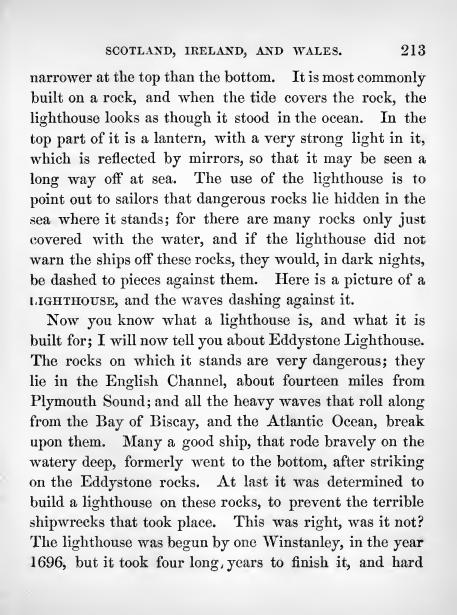 SCOTLAND, IRELAND, AND WALES. 213
narrower at the top than the bottom. It is most commonly
built on a rock, and when the tide covers the rock, the
lighthouse looks as though it stood in the ocean. In the
top part of it is a lantern, with a very strong light in it,
which is reflected by mirrors, so that it may be seen a
long way off at sea. The use of the lighthouse is to
point out to sailors that dangerous rocks lie hidden in the
sea where it stands; for there are many rocks only just
covered with the water, and if the lighthouse did not
warn the ships off these rocks, they would, in dark nights,
be dashed to pieces against them. Here is a picture of a
LIGHTHOUSE, and the waves dashing against it.
Now you know what a lighthouse is, and what it is
built for; I will now tell you about Eddystone Lighthouse.
The rocks on which it stands are very dangerous; they
lie in the English Channel, about fourteen miles from
Plymouth Sound; and all the heavy waves that roll along
from the Bay of Biscay, and the Atlantic Ocean, break
upon them. Many a good ship, that rode bravely on the
watery deep, formerly went to the bottom, after striking
on the Eddystone rocks. At last it was determined to
build a lighthouse on these rocks, to prevent the terrible
shipwrecks that took place. This was right, was it not?
The lighthouse was begun by one Winstanley, in the year
1696, but it took four long, years to finish it, and hard